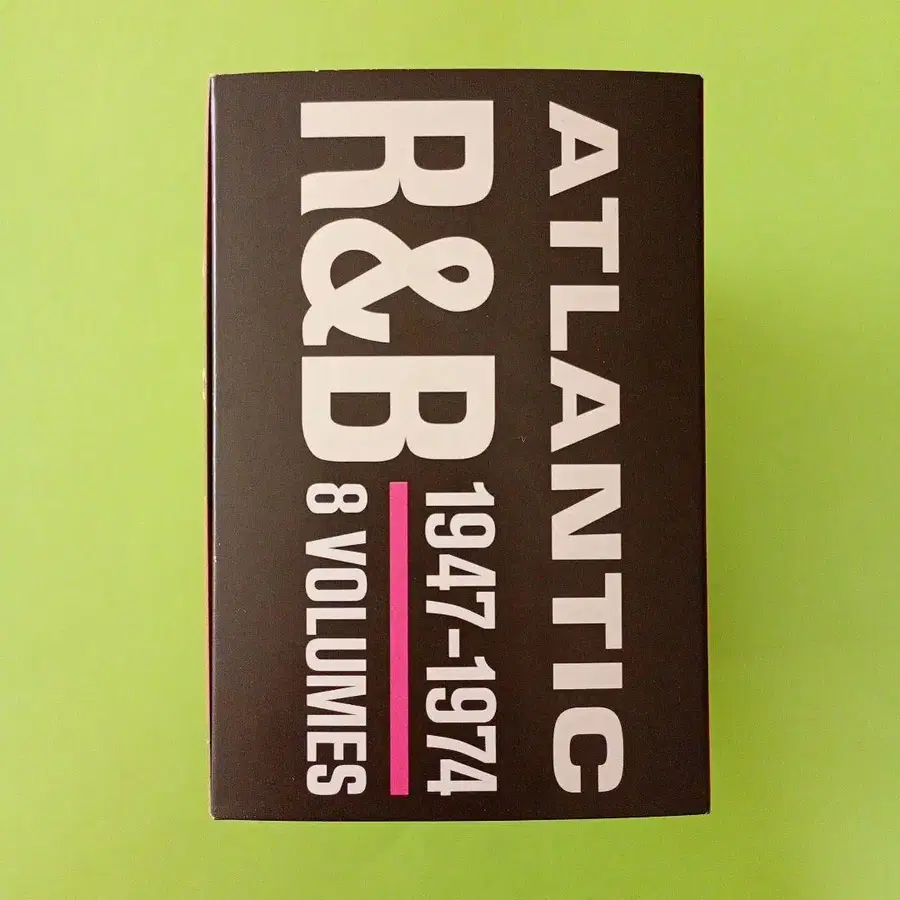 ATLANTIC
R&B
1947-1974
8 VOLUMES